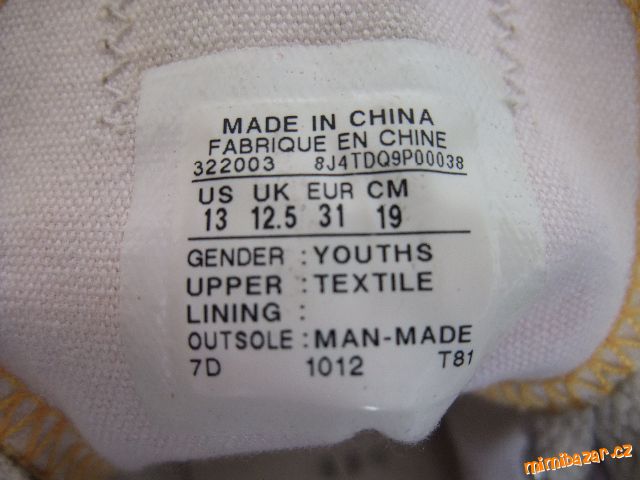 MADE IN CHINA
FABRIQUE EN CHINE
322003 8J4TDQ9P00038
US UK EUR CM
13 12.5 31 19
GENDER : YOUTHS
UPPER : TEXTILE
LINING :
OUTSOLE : MAN-MADE
7D 1012 T81
mimibazar.cz